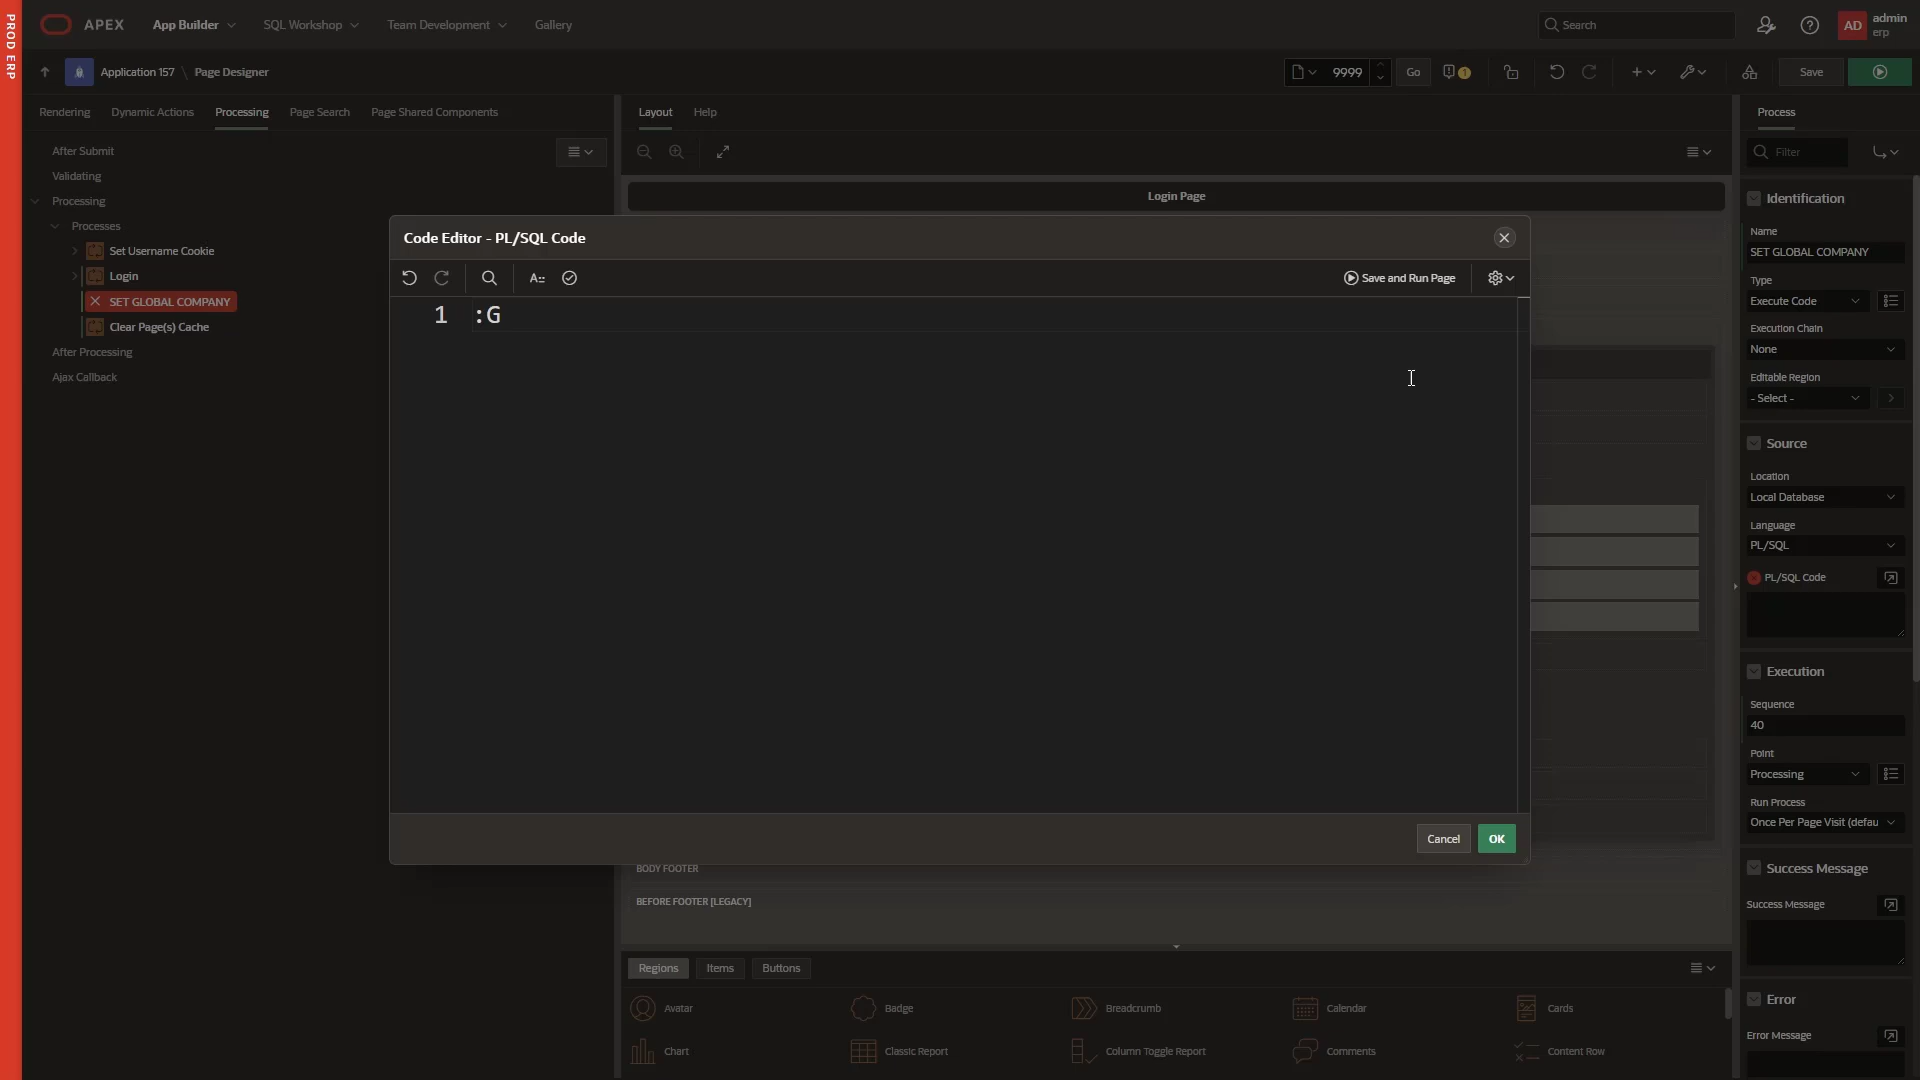 PROD ERP
APEX
App Builder
SQL Workshop
Team Development
Gallery
Search
AD
admin
erp
Application 157 \ Page Designer
9999
Go
1
Save
Rendering
Dynamic Actions
Processing
Page Search
Page Shared Components
Layout
Help
Process
After Submit
Validating
Processing
Processes
Set Username Cookie
Login
SET GLOBAL COMPANY
Clear Page(s) Cache
After Processing
Ajax Callback
Login Page
Code Editor - PL/SQL Code
Save and Run Page
1 :G
Cancel
OK
BODY FOOTER
BEFORE FOOTER [LEGACY]
Regions
Items
Buttons
Avatar
Badge
Breadcrumb
Calendar
Cards
Chart
Classic Report
Column Toggle Report
Comments
Content Row
Filter
Identification
Name
SET GLOBAL COMPANY
Type
Execute Code
Execution Chain
None
Editable Region
- Select -
Source
Location
Local Database
Language
PL/SQL
PL/SQL Code
Execution
Sequence
40
Point
Processing
Run Process
Once Per Page Visit (defau
Success Message
Success Message
Error
Error Message